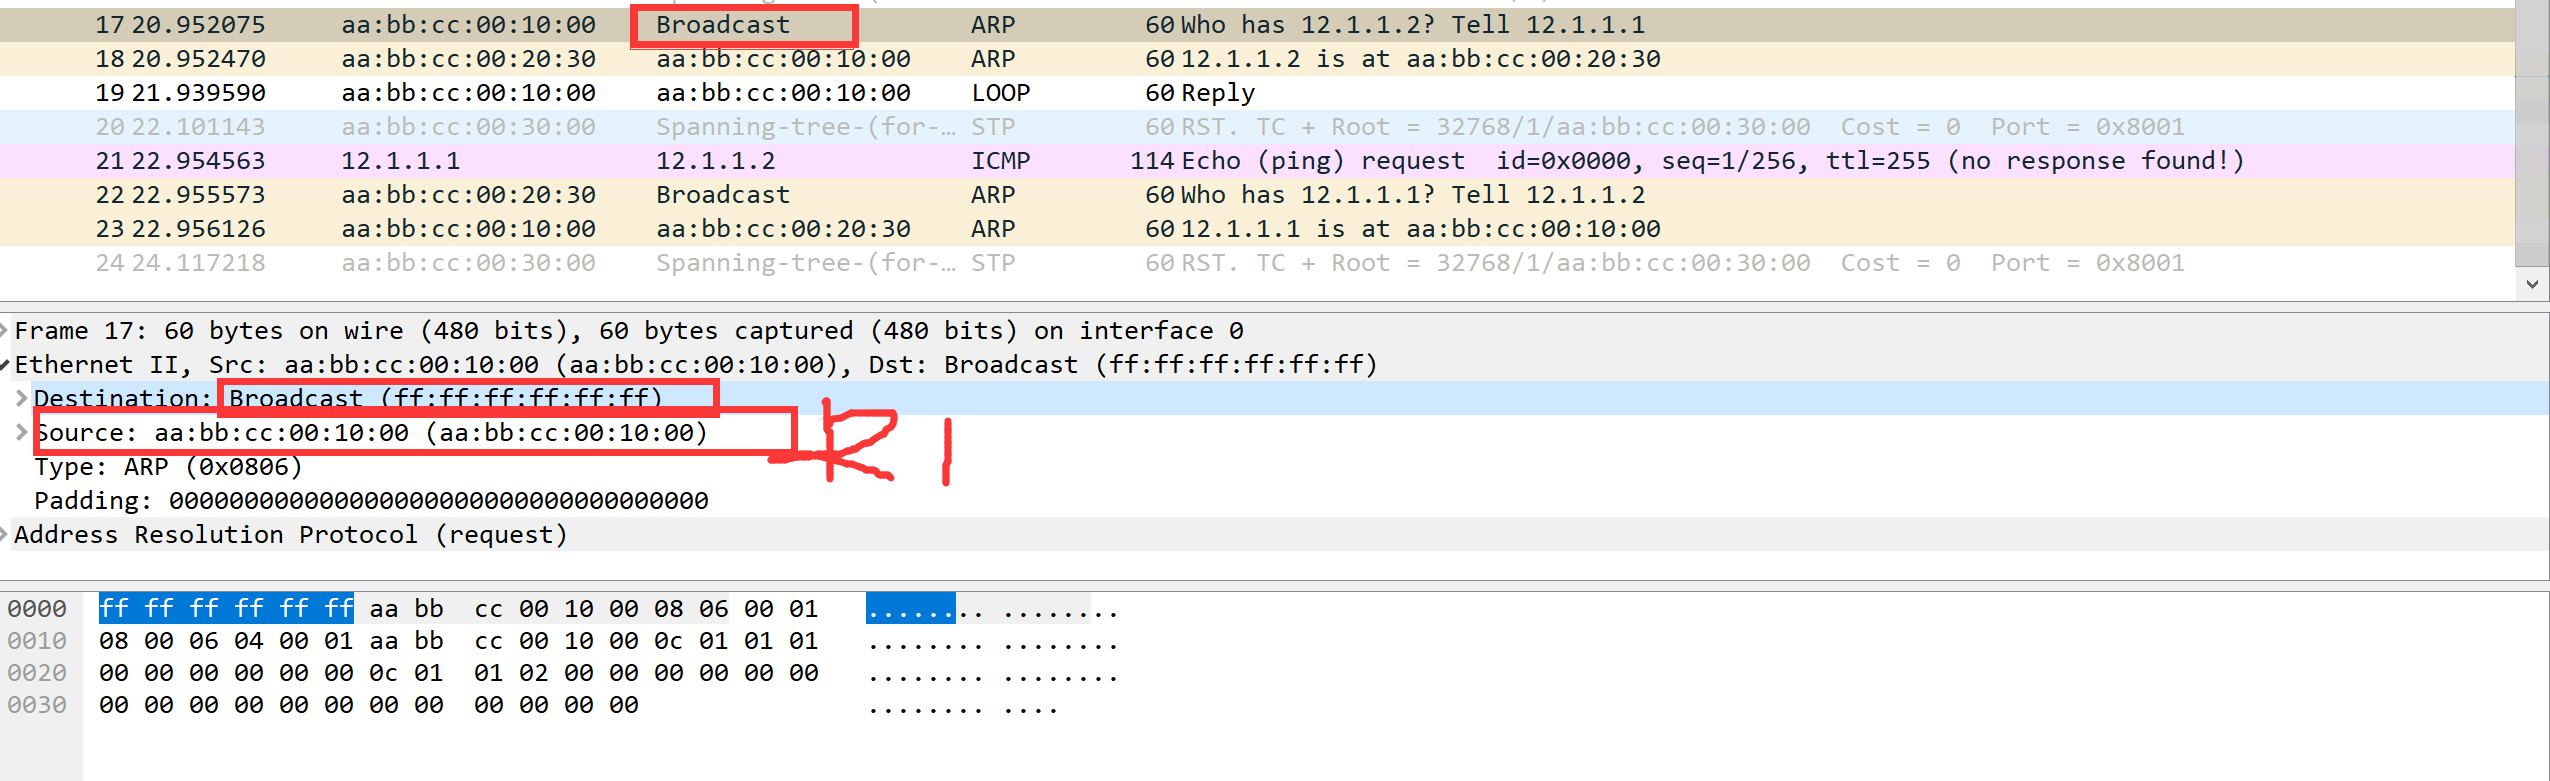 17 20.952075 aa:bb:cc:00:10:00 Broadcast ARP 60 Who has 12.1.1.2? Tell 12.1.1.1
18 20.952470 aa:bb:cc:00:20:30 aa:bb:cc:00:10:00 ARP 60 12.1.1.2 is at aa:bb:cc:00:20:30
19 21.939590 aa:bb:cc:00:10:00 aa:bb:cc:00:10:00 LOOP 60 Reply
20 22.101143 aa:bb:cc:00:30:00 Spanning-tree-(for-… STP 60 RST. TC + Root = 32768/1/aa:bb:cc:00:30:00 Cost = 0 Port = 0x8001
21 22.954563 12.1.1.1 12.1.1.2 ICMP 114 Echo (ping) request id=0x0000, seq=1/256, ttl=255 (no response found!)
22 22.955573 aa:bb:cc:00:20:30 Broadcast ARP 60 Who has 12.1.1.1? Tell 12.1.1.2
23 22.956126 aa:bb:cc:00:10:00 aa:bb:cc:00:20:30 ARP 60 12.1.1.1 is at aa:bb:cc:00:10:00
24 24.117218 aa:bb:cc:00:30:00 Spanning-tree-(for-… STP 60 RST. TC + Root = 32768/1/aa:bb:cc:00:30:00 Cost = 0 Port = 0x8001
Frame 17: 60 bytes on wire (480 bits), 60 bytes captured (480 bits) on interface 0
Ethernet II, Src: aa:bb:cc:00:10:00 (aa:bb:cc:00:10:00), Dst: Broadcast (ff:ff:ff:ff:ff:ff)
Destination: Broadcast (ff:ff:ff:ff:ff:ff)
Source: aa:bb:cc:00:10:00 (aa:bb:cc:00:10:00)
R1
Type: ARP (0x0806)
Padding: 000000000000000000000000000000000000
Address Resolution Protocol (request)
0000 ff ff ff ff ff ff aa bb cc 00 10 00 08 06 00 01 ........ ........
0010 08 00 06 04 00 01 aa bb cc 00 10 00 0c 01 01 01 ........ ........
0020 00 00 00 00 00 00 0c 01 01 02 00 00 00 00 00 00 ........ ........
0030 00 00 00 00 00 00 00 00 00 00 00 00 ........ ....